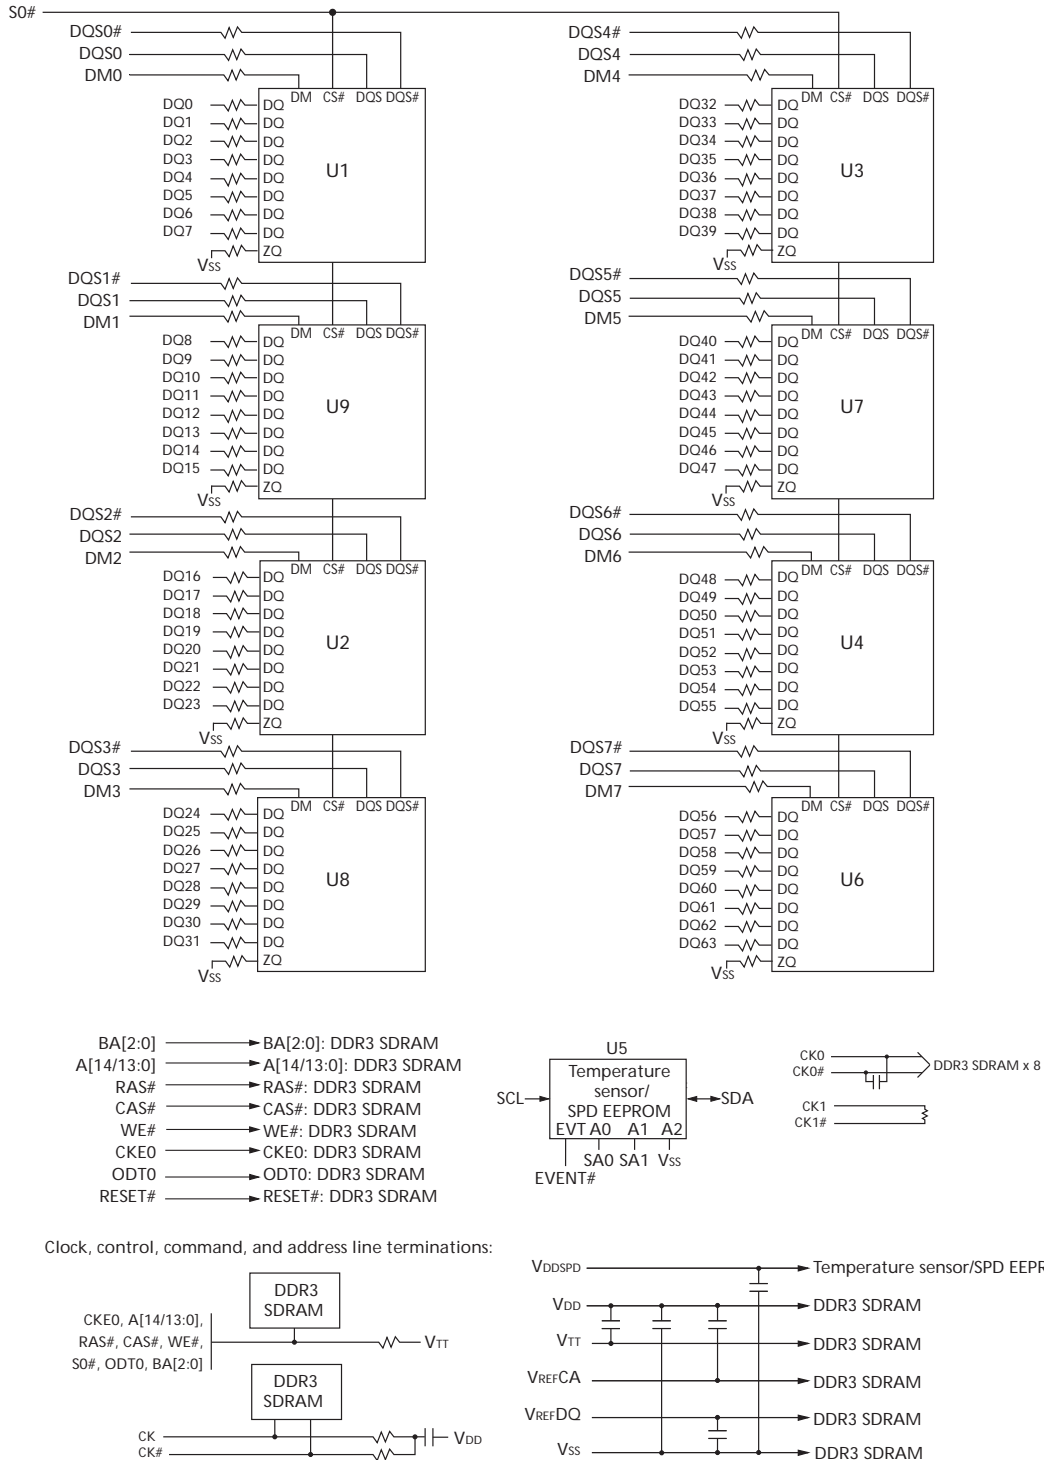 S0#
DQS0#
DQS0
DM0
DM CS# DQS DQS#
DQ0 DQ
DQ1 DQ
DQ2 DQ
DQ3 DQ
DQ4 DQ
DQ5 DQ
DQ6 DQ
DQ7 DQ
ZQ
Vss
U1
DQS1#
DQS1
DM1
DM CS# DQS DQS#
DQ8 DQ
DQ9 DQ
DQ10 DQ
DQ11 DQ
DQ12 DQ
DQ13 DQ
DQ14 DQ
DQ15 DQ
ZQ
Vss
U9
DQS2#
DQS2
DM2
DM CS# DQS DQS#
DQ16 DQ
DQ17 DQ
DQ18 DQ
DQ19 DQ
DQ20 DQ
DQ21 DQ
DQ22 DQ
DQ23 DQ
ZQ
Vss
U2
DQS3#
DQS3
DM3
DM CS# DQS DQS#
DQ24 DQ
DQ25 DQ
DQ26 DQ
DQ27 DQ
DQ28 DQ
DQ29 DQ
DQ30 DQ
DQ31 DQ
ZQ
Vss
U8
DQS4#
DQS4
DM4
DM CS# DQS DQS#
DQ32 DQ
DQ33 DQ
DQ34 DQ
DQ35 DQ
DQ36 DQ
DQ37 DQ
DQ38 DQ
DQ39 DQ
ZQ
Vss
U3
DQS5#
DQS5
DM5
DM CS# DQS DQS#
DQ40 DQ
DQ41 DQ
DQ42 DQ
DQ43 DQ
DQ44 DQ
DQ45 DQ
DQ46 DQ
DQ47 DQ
ZQ
Vss
U7
DQS6#
DQS6
DM6
DM CS# DQS DQS#
DQ48 DQ
DQ49 DQ
DQ50 DQ
DQ51 DQ
DQ52 DQ
DQ53 DQ
DQ54 DQ
DQ55 DQ
ZQ
Vss
U4
DQS7#
DQS7
DM7
DM CS# DQS DQS#
DQ56 DQ
DQ57 DQ
DQ58 DQ
DQ59 DQ
DQ60 DQ
DQ61 DQ
DQ62 DQ
DQ63 DQ
ZQ
Vss
U6
BA[2:0] BA[2:0]: DDR3 SDRAM
A[14/13:0] A[14/13:0]: DDR3 SDRAM
RAS# RAS#: DDR3 SDRAM
CAS# CAS#: DDR3 SDRAM
WE# WE#: DDR3 SDRAM
CKE0 CKE0: DDR3 SDRAM
ODT0 ODT0: DDR3 SDRAM
RESET# RESET#: DDR3 SDRAM
U5
Temperature
sensor/
SPD EEPROM
SCL SDA
EVT A0 A1 A2
SA0 SA1 Vss
EVENT#
CK0
CK0#
DDR3 SDRAM x 8
CK1
CK1#
Clock, control, command, and address line terminations:
DDR3
SDRAM
CKE0, A[14/13:0],
RAS#, CAS#, WE#,
S0#, ODT0, BA[2:0]
VTT
DDR3
SDRAM
CK
CK#
VDD
VDDSPD Temperature sensor/SPD EEPR
VDD DDR3 SDRAM
VTT DDR3 SDRAM
VREFCA DDR3 SDRAM
VREFDQ DDR3 SDRAM
Vss DDR3 SDRAM